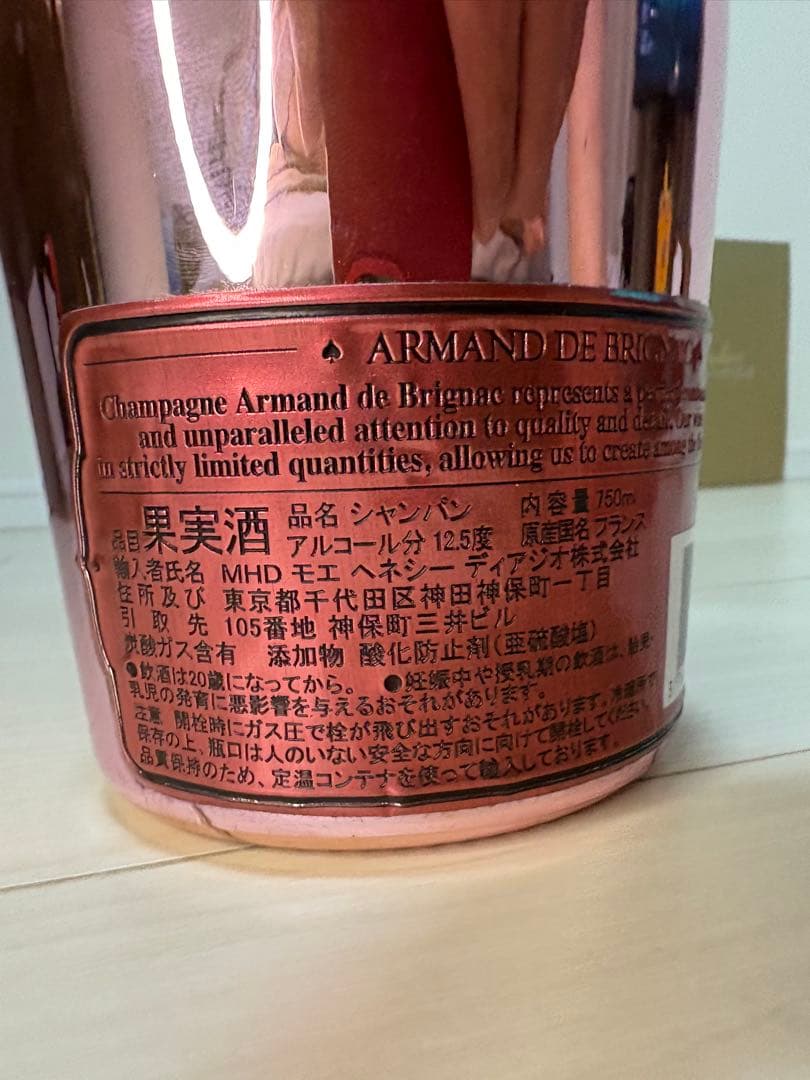 ♠ ARMAND DE BRIGNAC
Champagne Armand de Brignac represents a
and unparalleled attention to quality and detail. Our
in strictly limited quantities, allowing us to create among the
品目 果実酒 品名 シャンパン 内容量 750ml
アルコール分 12.5度 原産国名 フランス
輸入者氏名 MHD モエ ヘネシー ディアジオ株式会社
住所及び 東京都千代田区神田神保町一丁目
引取先 105番地 神保町三井ビル
炭酸ガス含有 添加物 酸化防止剤(亜硫酸塩)
●飲酒は20歳になってから。 ●妊娠中や授乳期の飲酒は、胎児・
乳児の発育に悪影響を与えるおそれがあります。
注意 開栓時にガス圧で栓が飛び出すおそれがあります。冷暗所で
保存の上、瓶口は人のいない安全な方向に向けて開栓してください。
品質保持のため、定温コンテナを使って輸入しております。